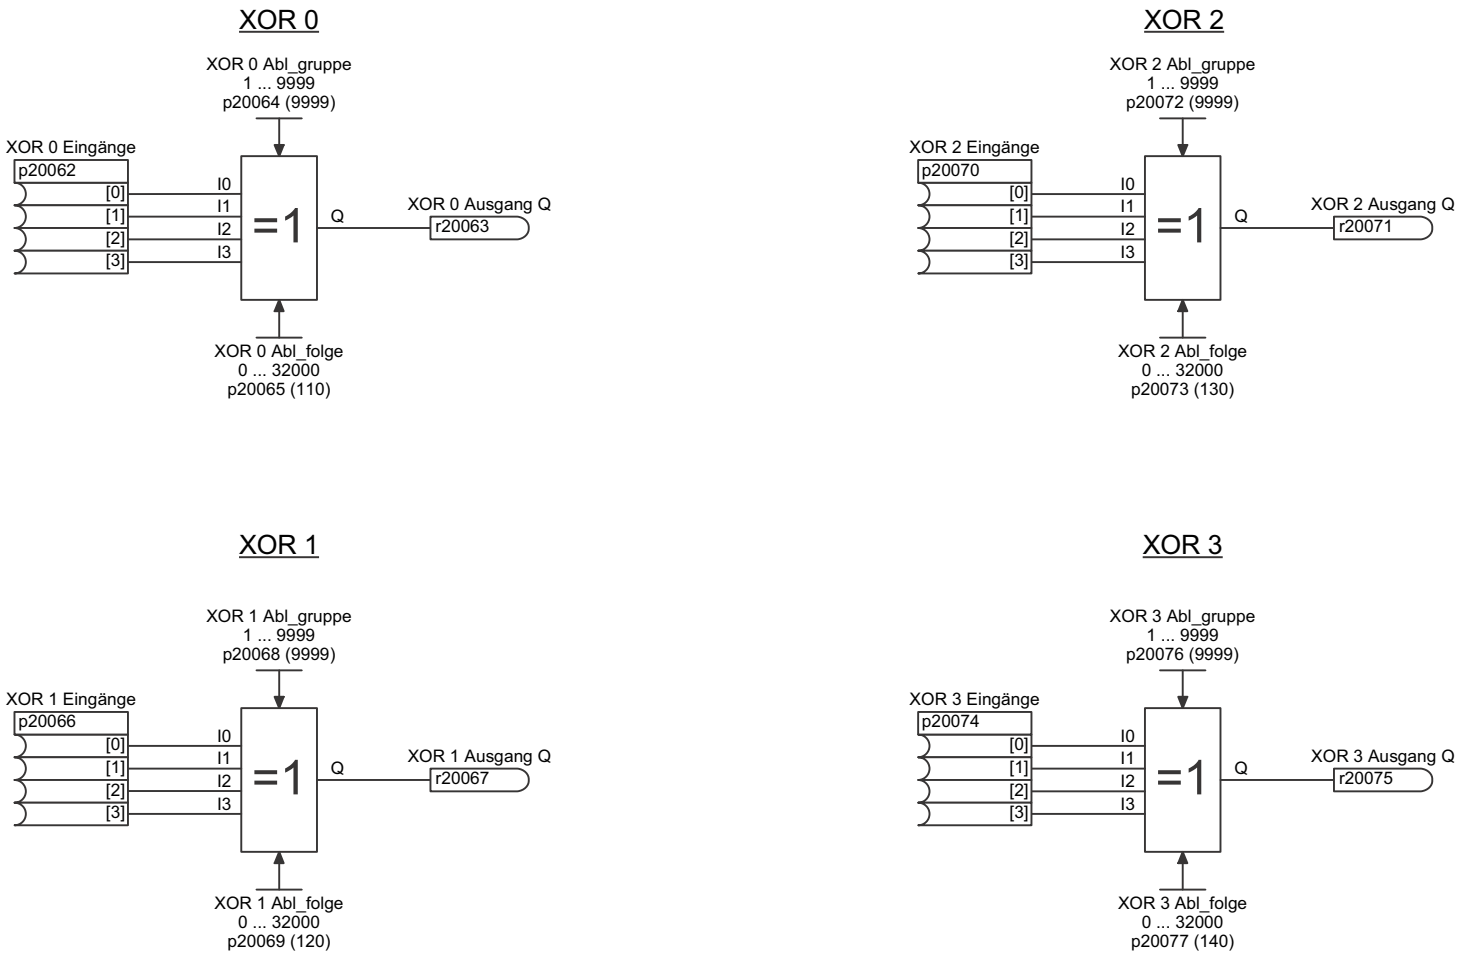 XOR 0
XOR 0 Abl_gruppe
1 ... 9999
p20064 (9999)
XOR 0 Eingänge
p20062
[0]
[1]
[2]
[3]
I0
I1
I2
I3
=1
Q
XOR 0 Ausgang Q
r20063
XOR 0 Abl_folge
0 ... 32000
p20065 (110)
XOR 2
XOR 2 Abl_gruppe
1 ... 9999
p20072 (9999)
XOR 2 Eingänge
p20070
[0]
[1]
[2]
[3]
I0
I1
I2
I3
=1
Q
XOR 2 Ausgang Q
r20071
XOR 2 Abl_folge
0 ... 32000
p20073 (130)
XOR 1
XOR 1 Abl_gruppe
1 ... 9999
p20068 (9999)
XOR 1 Eingänge
p20066
[0]
[1]
[2]
[3]
I0
I1
I2
I3
=1
Q
XOR 1 Ausgang Q
r20067
XOR 1 Abl_folge
0 ... 32000
p20069 (120)
XOR 3
XOR 3 Abl_gruppe
1 ... 9999
p20076 (9999)
XOR 3 Eingänge
p20074
[0]
[1]
[2]
[3]
I0
I1
I2
I3
=1
Q
XOR 3 Ausgang Q
r20075
XOR 3 Abl_folge
0 ... 32000
p20077 (140)